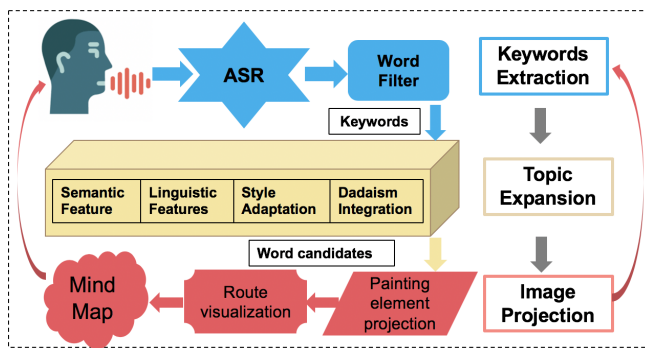 ASR
Word
Filter
Keywords
Extraction
Keywords
Semantic
Feature
Linguistic
Features
Style
Adaptation
Dadaism
Integration
Topic
Expansion
Word candidates
Mind
Map
Route
visualization
Painting
element
projection
Image
Projection